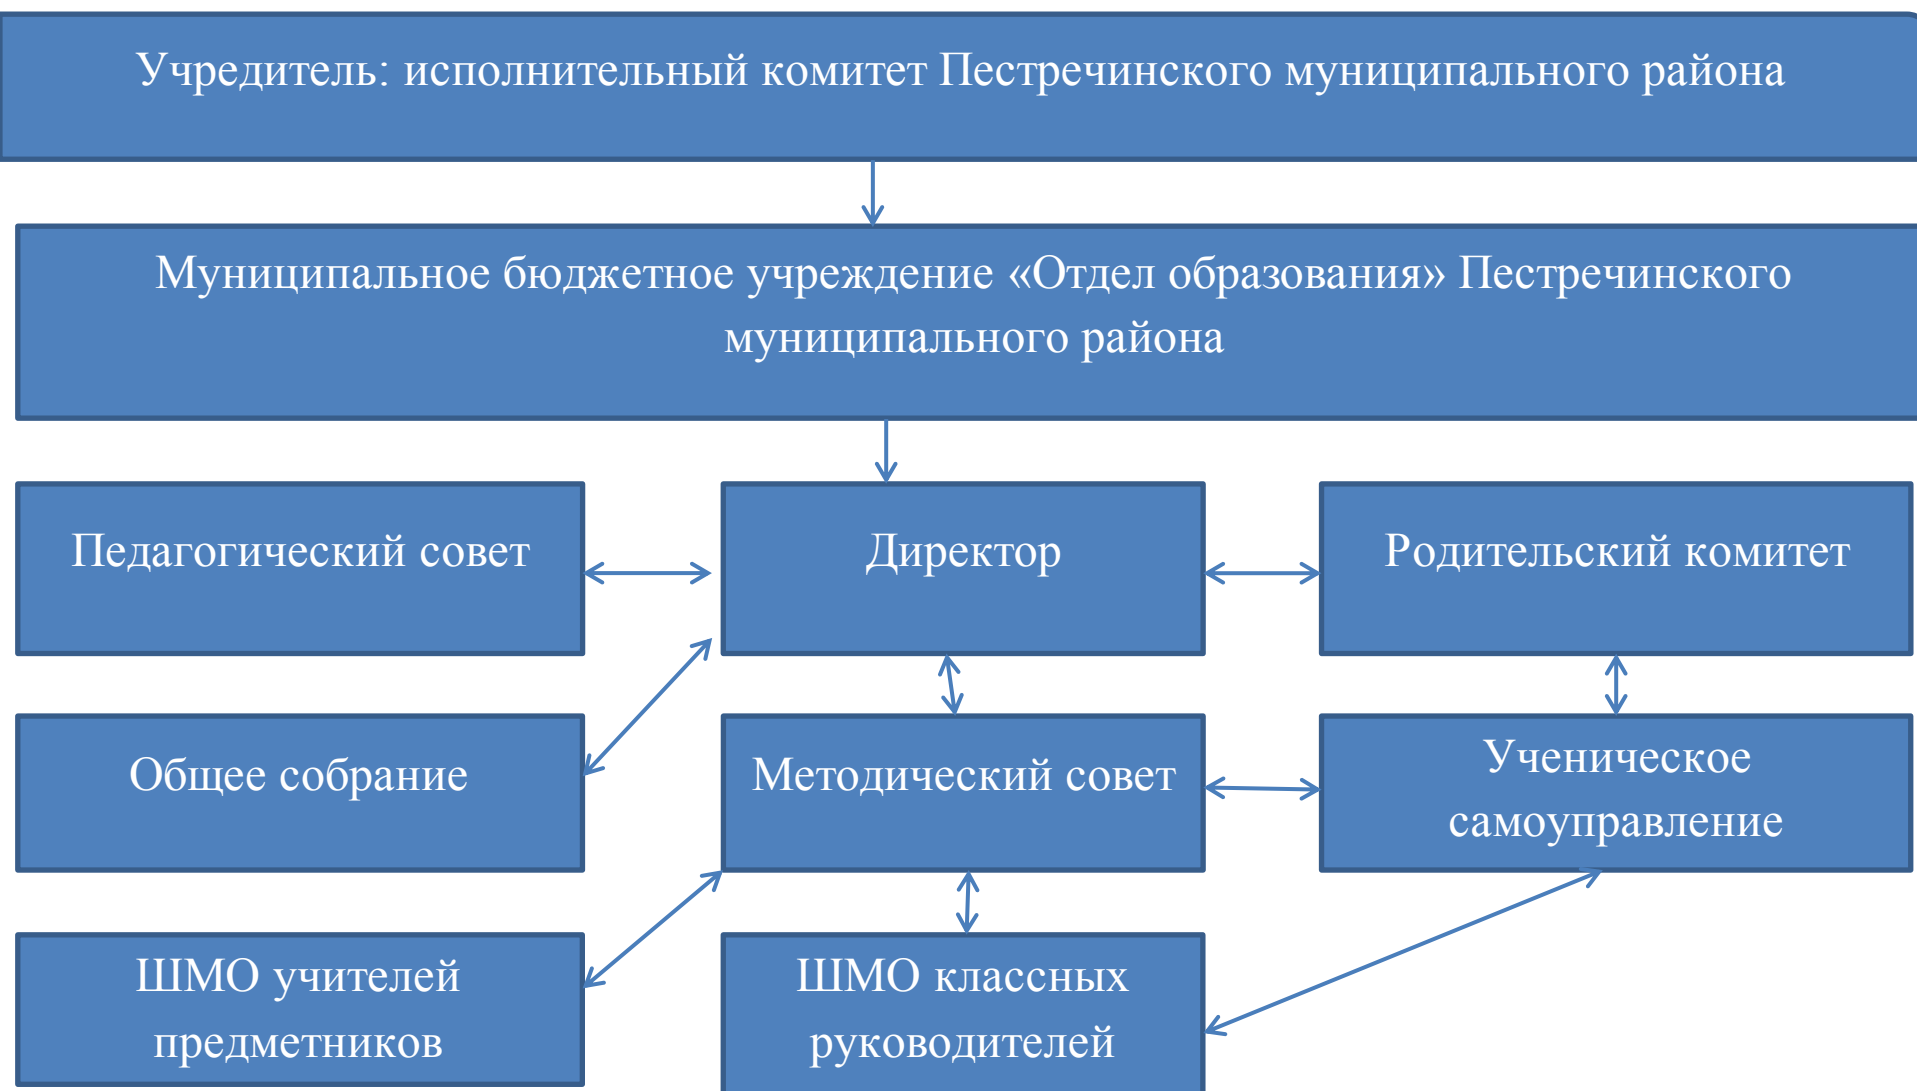 Учредитель: исполнительный комитет Пестречинского муниципального района
Муниципальное бюджетное учреждение «Отдел образования» Пестречинского
муниципального района
Педагогический совет
Директор
Родительский комитет
Общее собрание
Методический совет
Ученическое
самоуправление
ШМО учителей
предметников
ШМО классных
руководителей